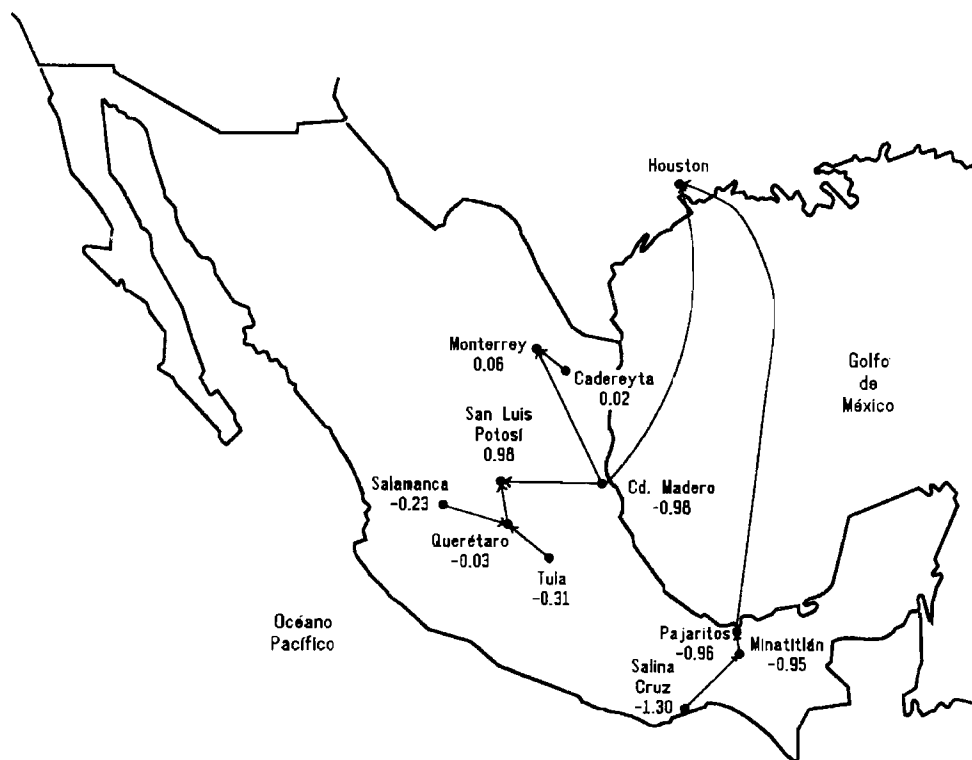 Houston
Monterrey
0.06
Cadereyta
0.02
Golfo
de
México
San Luis
Potosí
0.98
Salamanca
-0.23
Cd. Madero
-0.98
Querétaro
-0.03
Tula
-0.31
Océano
Pacífico
Pajaritos
-0.96
Minatitlán
-0.95
Salina
Cruz
-1.30